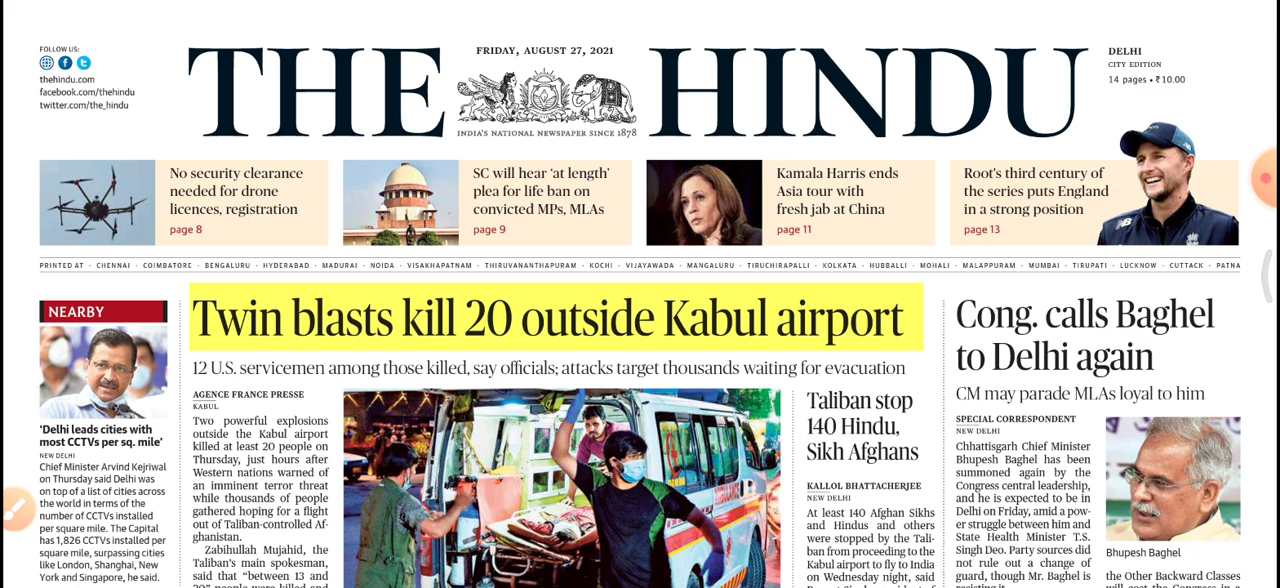 FOLLOW US:
thehindu.com
facebook.com/thehindu
twitter.com/the_hindu
THE HINDU
FRIDAY, AUGUST 27, 2021
INDIA'S NATIONAL NEWSPAPER SINCE 1878
DELHI
CITY EDITION
14 pages • ₹10.00
No security clearance
needed for drone
licences, registration
page 8
SC will hear ‘at length’
plea for life ban on
convicted MPs, MLAs
page 9
Kamala Harris ends
Asia tour with
fresh jab at China
page 11
Root's third century of
the series puts England
in a strong position
page 13
PRINTED AT · CHENNAI · COIMBATORE · BENGALURU · HYDERABAD · MADURAI · NOIDA · VISAKHAPATNAM · THIRUVANANTHAPURAM · KOCHI · VIJAYAWADA · MANGALURU · TIRUCHIRAPALLI · KOLKATA · HUBBALLI · MOHALI · MALAPPURAM · MUMBAI · TIRUPATI · LUCKNOW · CUTTACK · PATNA
NEARBY
‘Delhi leads cities with
most CCTVs per sq. mile’
NEW DELHI
Chief Minister Arvind Kejriwal
on Thursday said Delhi was
on top of a list of cities across
the world in terms of the
number of CCTVs installed
per square mile. The Capital
has 1,826 CCTVs installed per
square mile, surpassing cities
like London, Shanghai, New
York and Singapore, he said.
Twin blasts kill 20 outside Kabul airport
12 U.S. servicemen among those killed, say officials; attacks target thousands waiting for evacuation
AGENCE FRANCE PRESSE
KABUL
Two powerful explosions
outside the Kabul airport
killed at least 20 people on
Thursday, just hours after
Western nations warned of
an imminent terror threat
while thousands of people
gathered hoping for a flight
out of Taliban-controlled Af-
ghanistan.
Zabihullah Mujahid, the
Taliban's main spokesman,
said that “between 13 and
Taliban stop
140 Hindu,
Sikh Afghans
KALLOL BHATTACHERJEE
NEW DELHI
At least 140 Afghan Sikhs
and Hindus and others
were stopped by the Tali-
ban from proceeding to the
Kabul airport to fly to India
on Wednesday night, said
Cong. calls Baghel
to Delhi again
CM may parade MLAs loyal to him
SPECIAL CORRESPONDENT
NEW DELHI
Chhattisgarh Chief Minister
Bhupesh Baghel has been
summoned again by the
Congress central leadership,
and he is expected to be in
Delhi on Friday, amid a pow-
er struggle between him and
State Health Minister T.S.
Singh Deo. Party sources did
not rule out a change of
guard, though Mr. Baghel is
Bhupesh Baghel
the Other Backward Classes